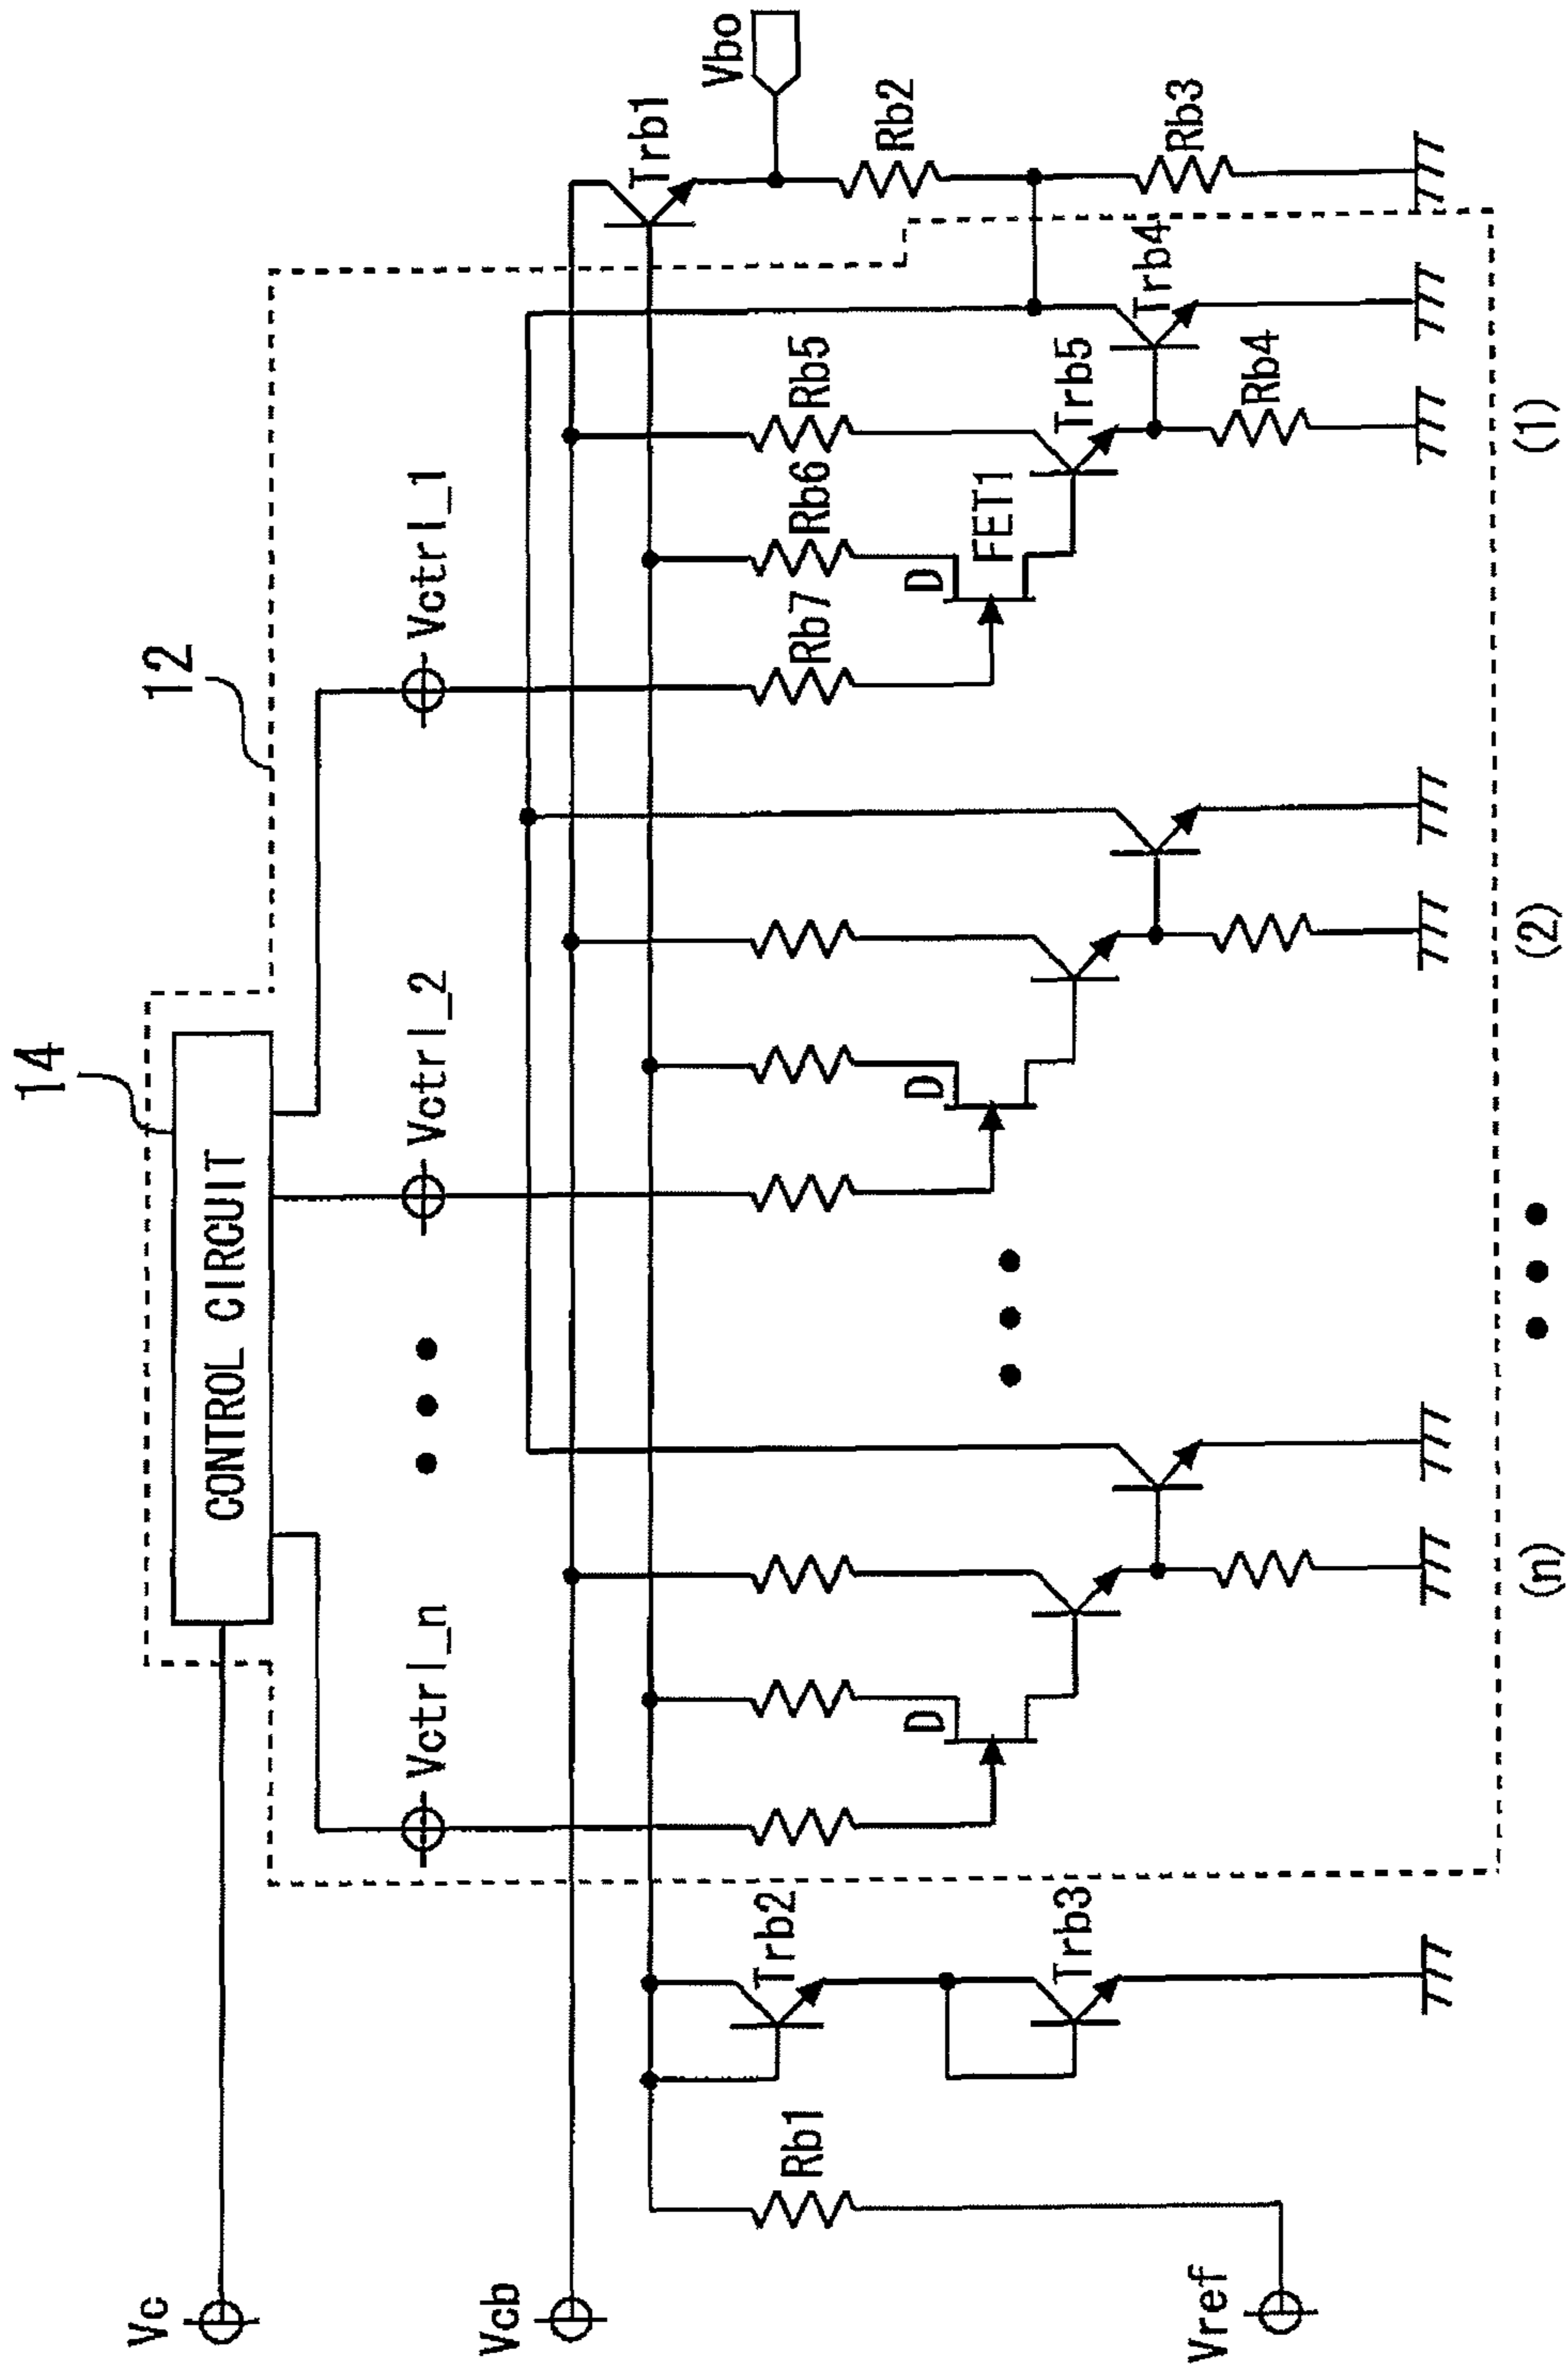 14
12
CONTROL CIRCUIT
Vc
Vctrl_n
Vctrl_2
Vctrl_1
Vcb
Vref
Rb1
Trb2
Trb3
D
D
D
Rb7
Rb6
Rb5
FET1
Trb5
Trb4
Rb4
Trb1
Vbo
Rb2
Rb3
(n)
(2)
(1)